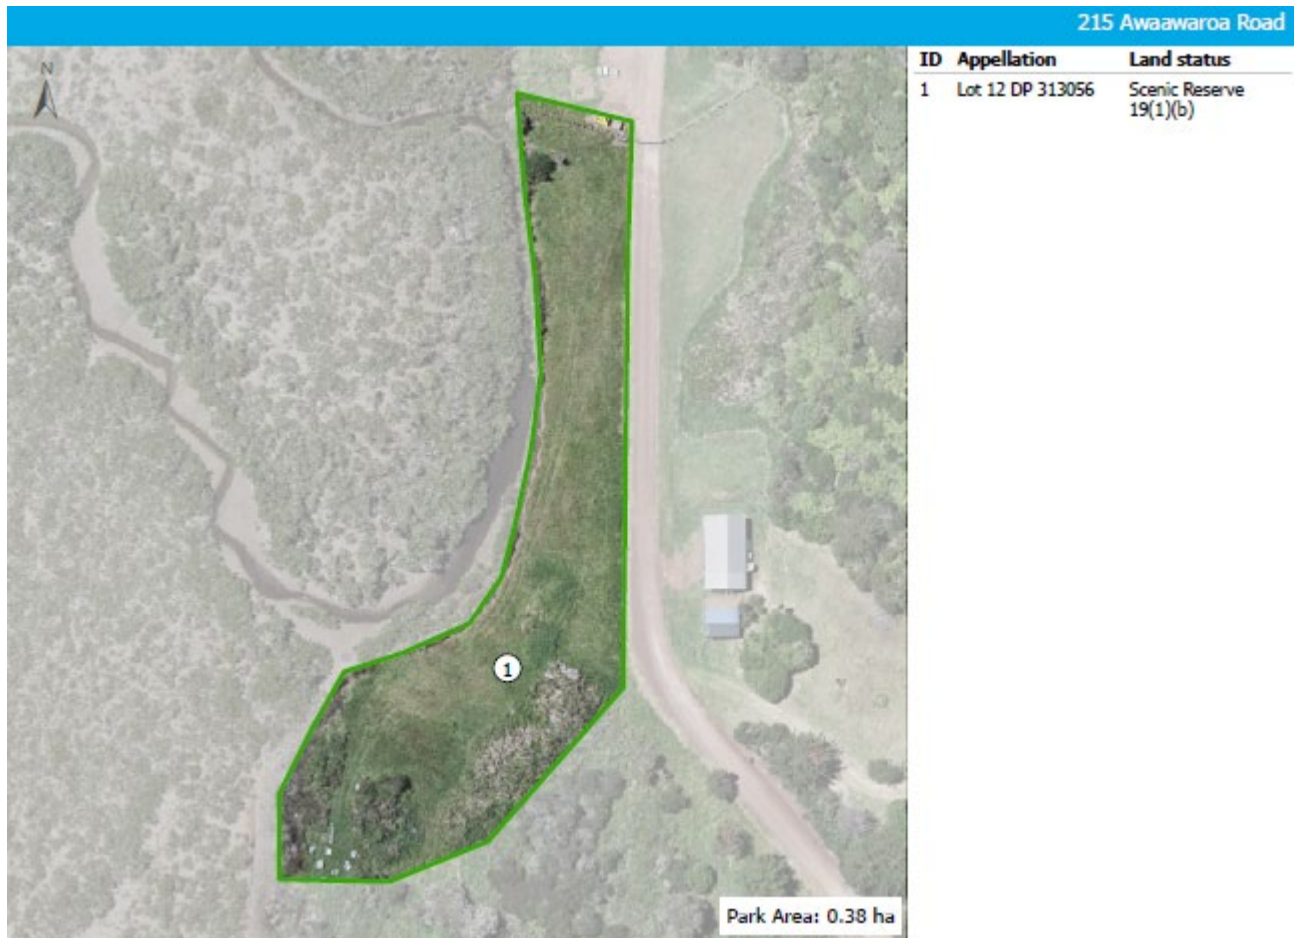 215 Awaawaroa Road
N
ID Appellation Land status
1 Lot 12 DP 313056 Scenic Reserve
19(1)(b)
1
Park Area: 0.38 ha